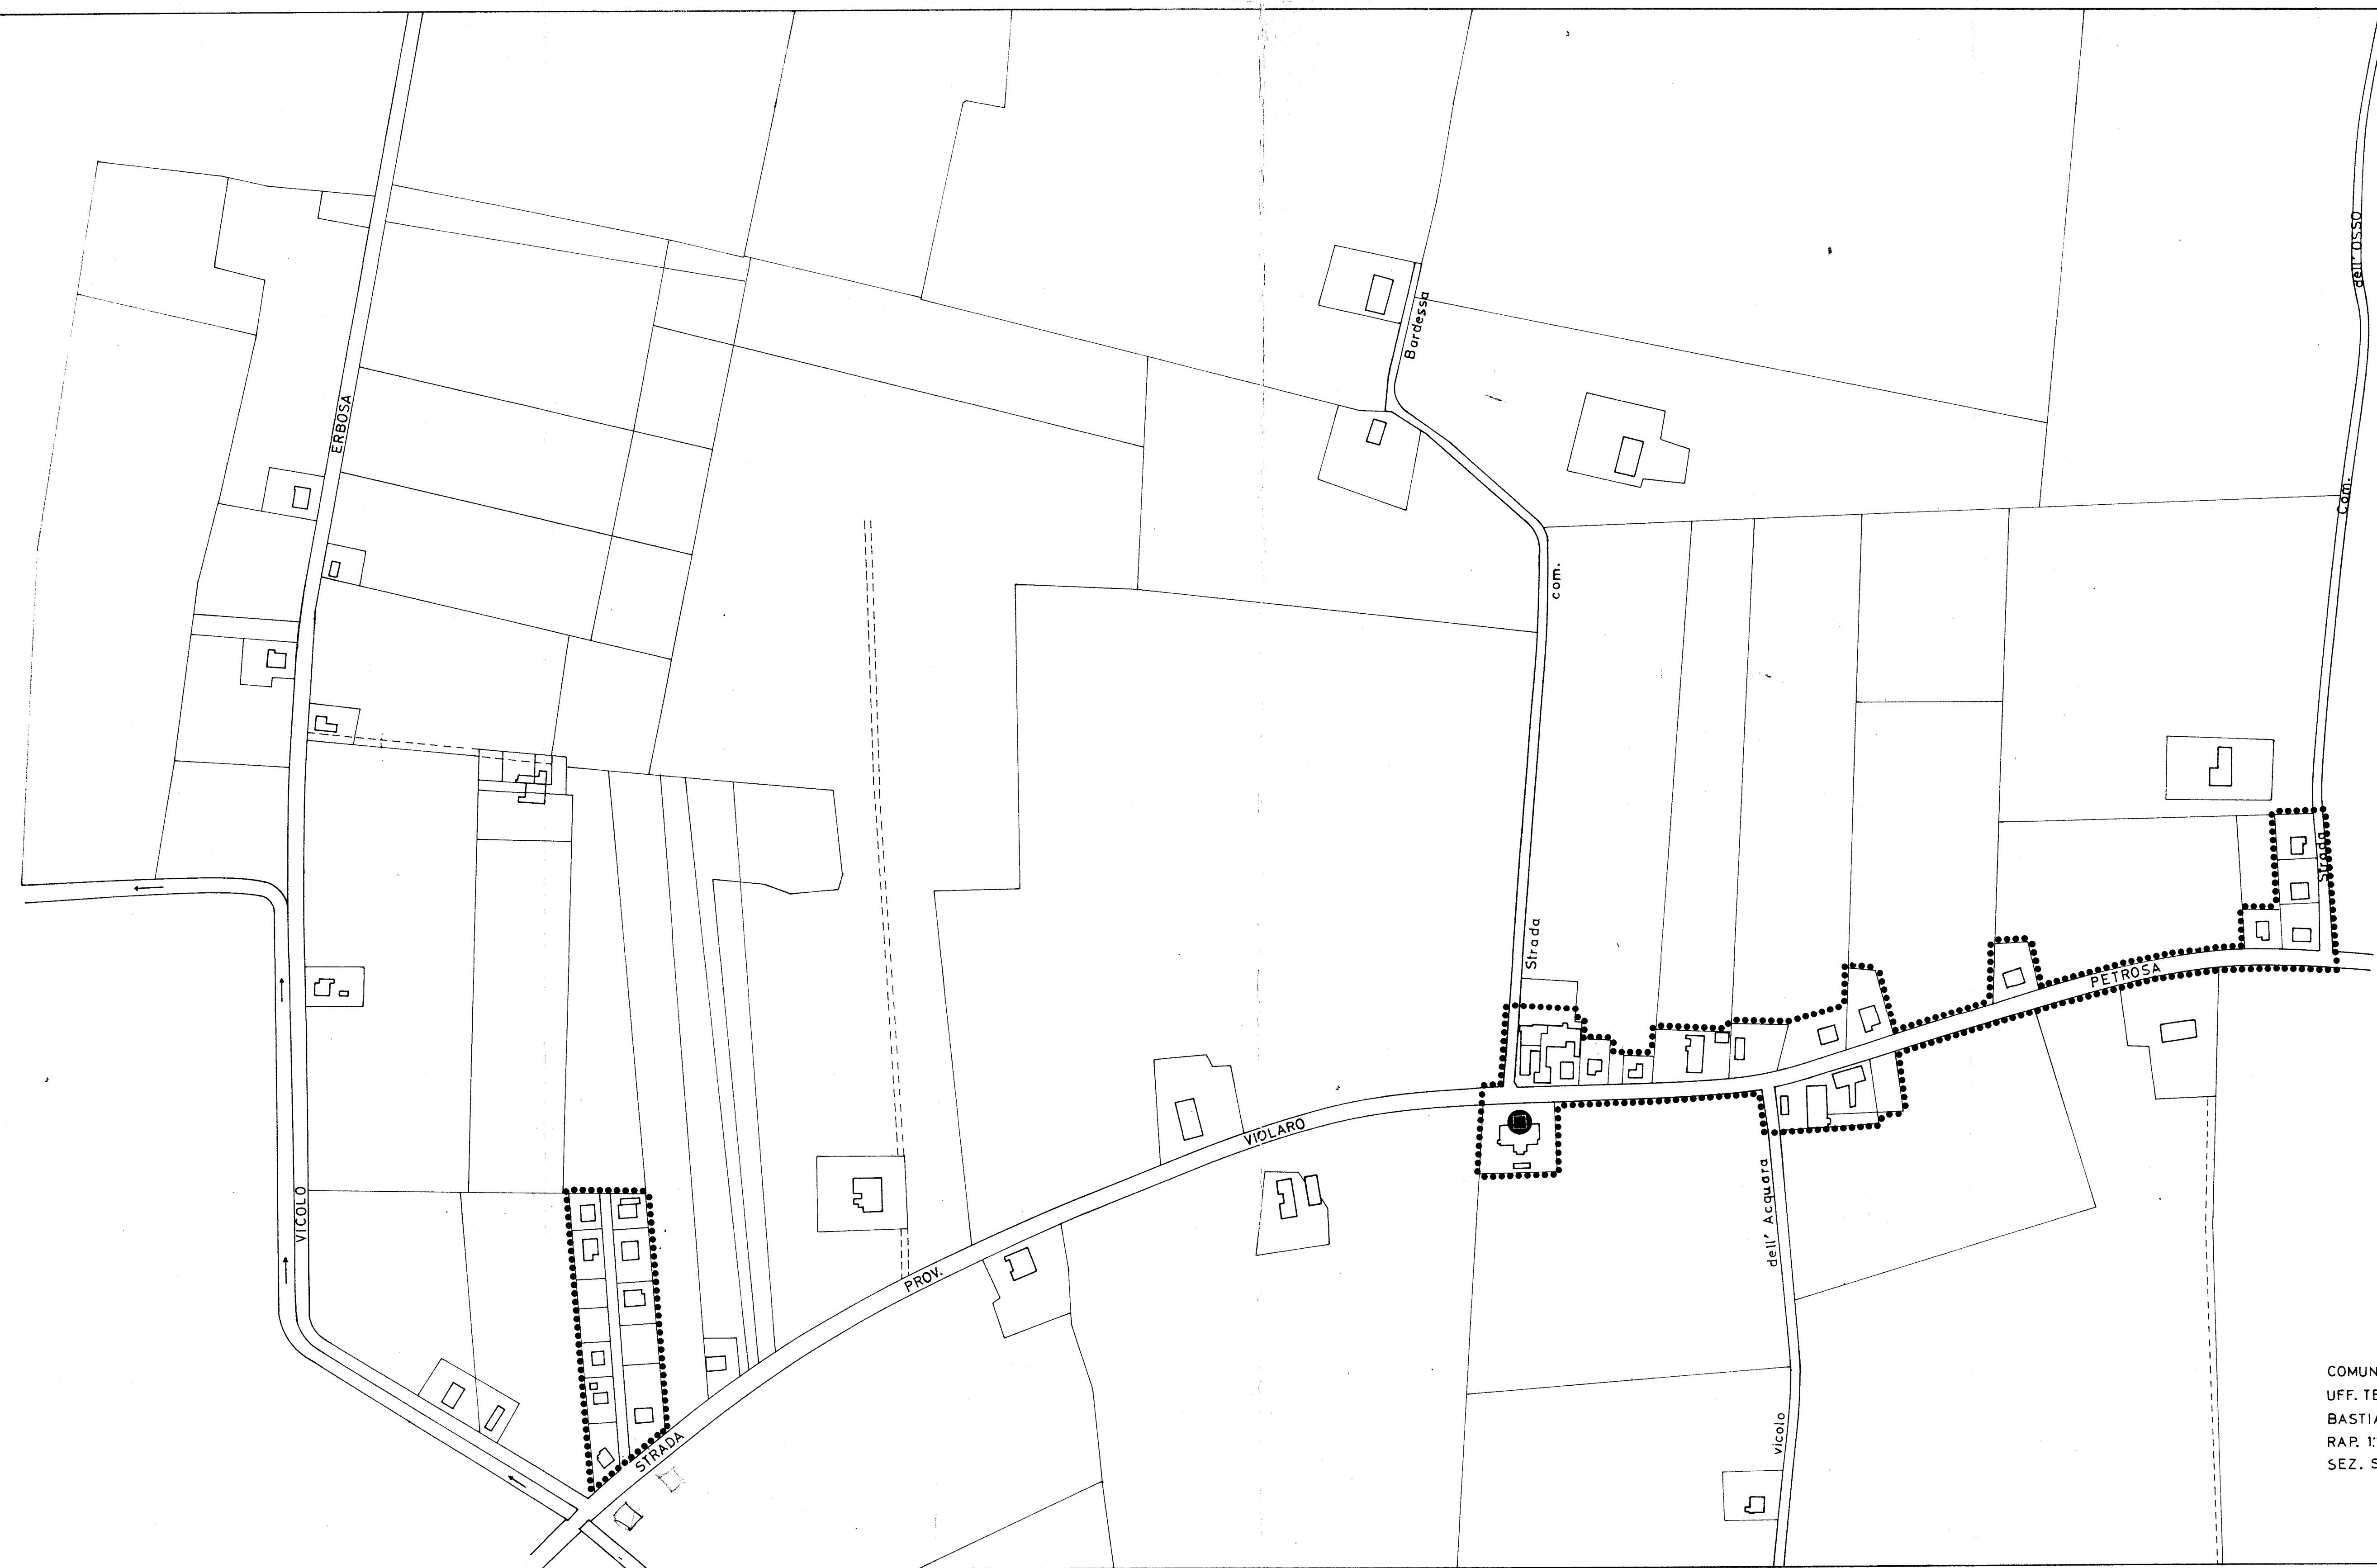 dell' OSSO
Com.
Strada
Bardessa
com.
Strada
ERBOSA
VICOLO
STRADA
PROV.
VIOLARO
PETROSA
dell' Acquara
vicolo
COMUN
UFF. TE
BASTIA
RAP. 1:
SEZ. S